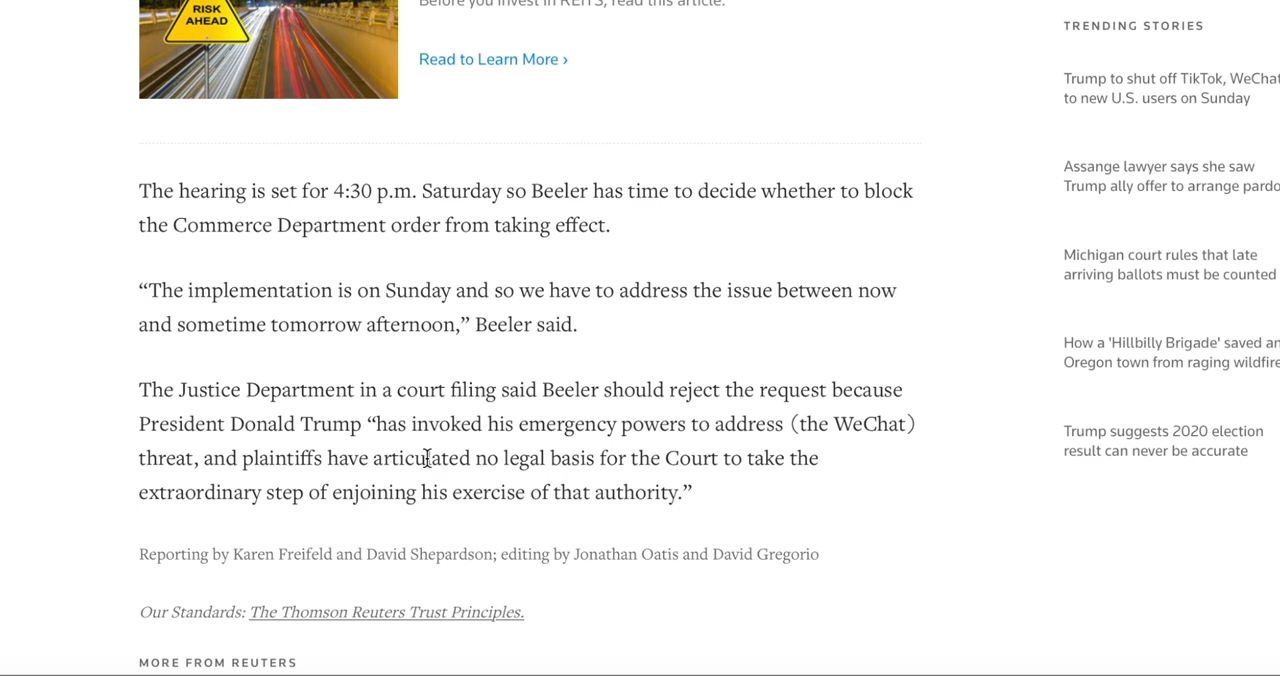 RISK
AHEAD
Before you invest in REITs, read this article.
Read to Learn More ›
The hearing is set for 4:30 p.m. Saturday so Beeler has time to decide whether to block
the Commerce Department order from taking effect.
“The implementation is on Sunday and so we have to address the issue between now
and sometime tomorrow afternoon,” Beeler said.
The Justice Department in a court filing said Beeler should reject the request because
President Donald Trump “has invoked his emergency powers to address (the WeChat)
threat, and plaintiffs have articulated no legal basis for the Court to take the
extraordinary step of enjoining his exercise of that authority.”
Reporting by Karen Freifeld and David Shepardson; editing by Jonathan Oatis and David Gregorio
Our Standards: The Thomson Reuters Trust Principles.
MORE FROM REUTERS
TRENDING STORIES
Trump to shut off TikTok, WeChat
to new U.S. users on Sunday
Assange lawyer says she saw
Trump ally offer to arrange pardo
Michigan court rules that late
arriving ballots must be counted
How a 'Hillbilly Brigade' saved an
Oregon town from raging wildfire
Trump suggests 2020 election
result can never be accurate